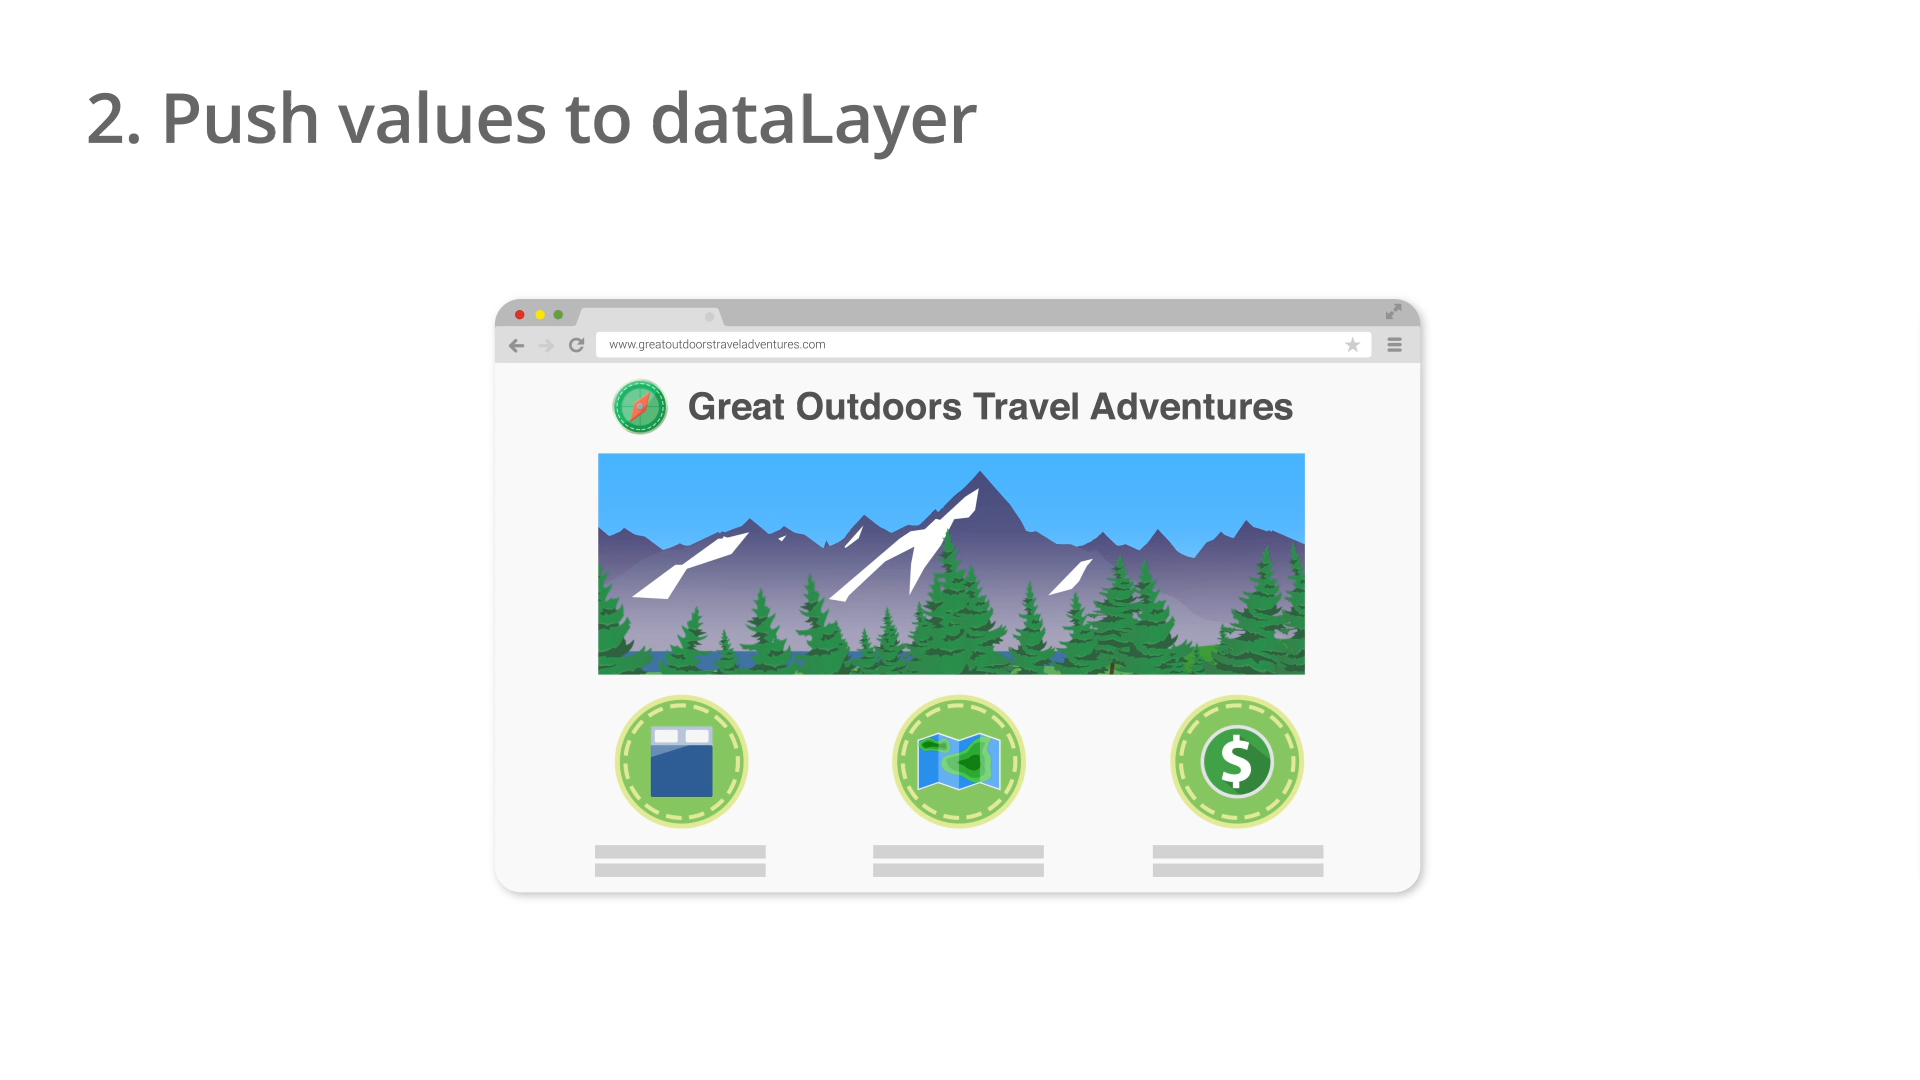 2. Push values to dataLayer
www.greatoutdoorstraveladventures.com
Great Outdoors Travel Adventures
$